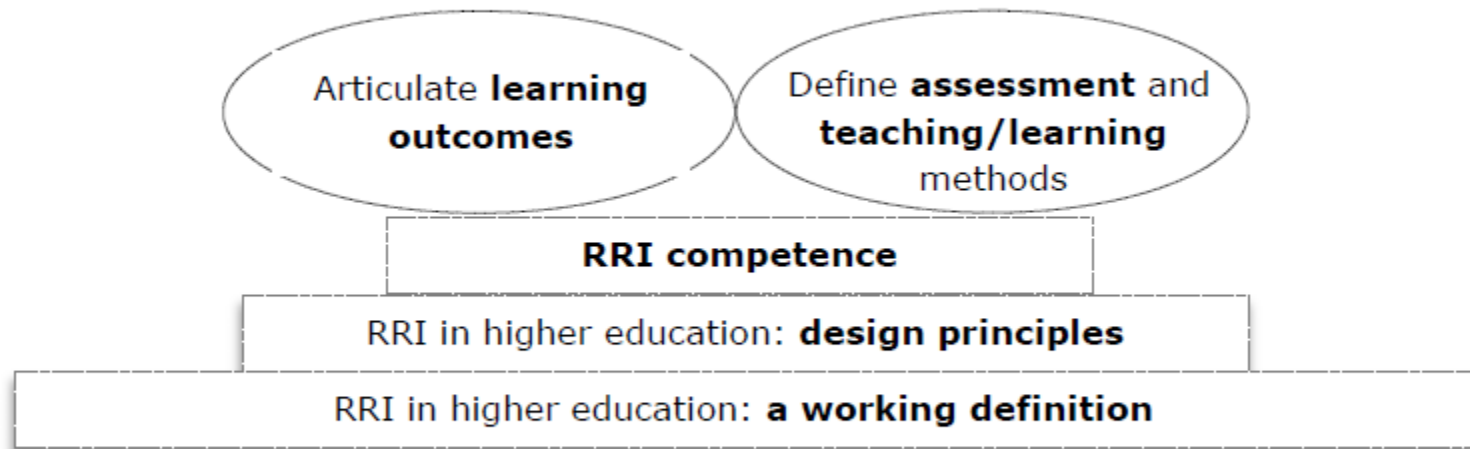 Articulate learning
outcomes
Define assessment and
teaching/learning
methods
RRI competence
RRI in higher education: design principles
RRI in higher education: a working definition